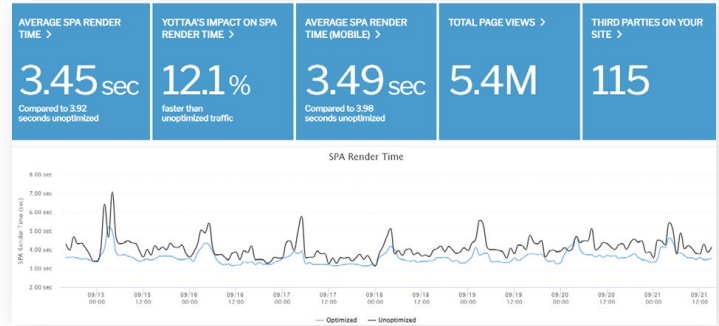 AVERAGE SPA RENDER
TIME >
3.45 sec
Compared to 3.92
seconds unoptimized
YOTTAA'S IMPACT ON SPA
RENDER TIME >
12.1 %
faster than
unoptimized traffic
AVERAGE SPA RENDER
TIME (MOBILE) >
3.49 sec
Compared to 3.98
seconds unoptimized
TOTAL PAGE VIEWS >
5.4M
THIRD PARTIES ON YOUR
SITE >
115
SPA Render Time
SPA Render Time (sec)
8.00 sec
7.00 sec
6.00 sec
5.00 sec
4.00 sec
3.00 sec
2.00 sec
09/15 09/15 09/16 09/16 09/17 09/17 09/18 09/18 09/19 09/19 09/20 09/20 09/21 09/21
00:00 12:00 00:00 12:00 00:00 12:00 00:00 12:00 00:00 12:00 00:00 12:00 00:00 12:00
Optimized Unoptimized